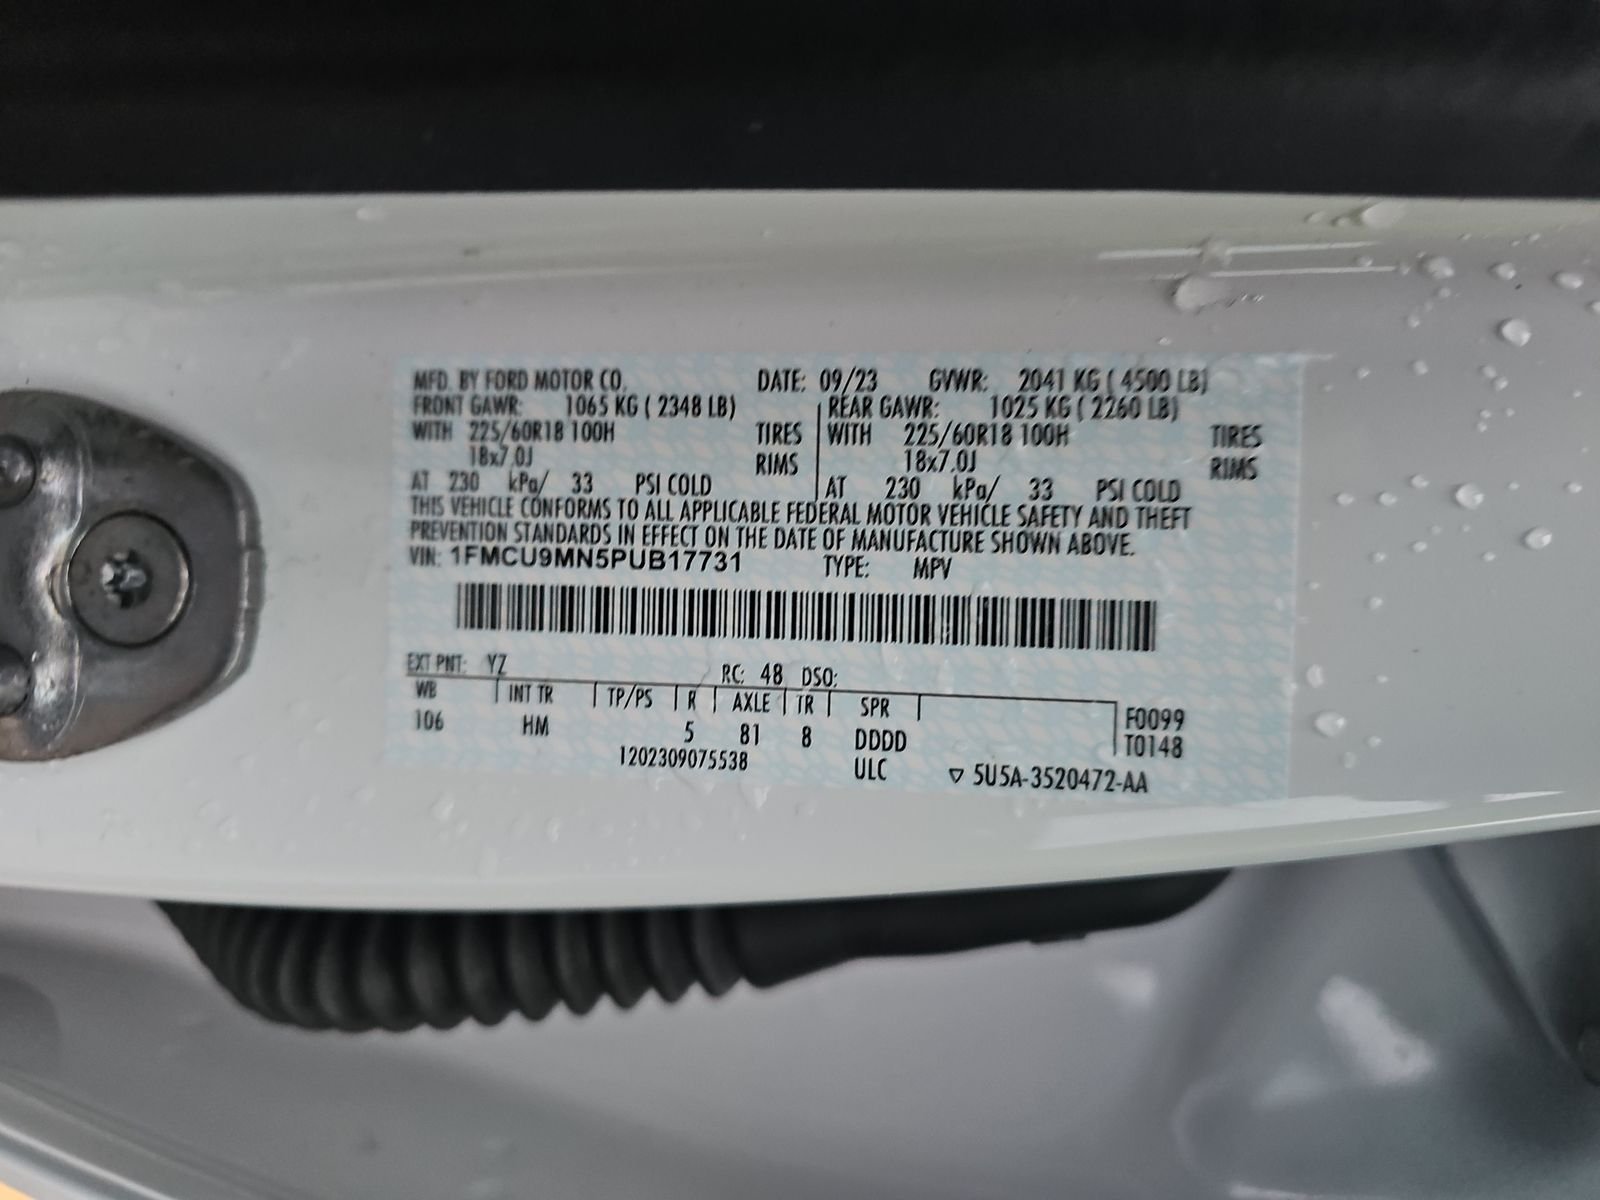 MFD. BY FORD MOTOR CO. DATE: 09/23 GVWR: 2041 KG ( 4500 LB)
FRONT GAWR: 1065 KG ( 2348 LB) REAR GAWR: 1025 KG ( 2260 LB)
WITH 225/60R18 100H TIRES WITH 225/60R18 100H TIRES
18x7.0J RIMS 18x7.0J RIMS
AT 230 kPa/ 33 PSI COLD AT 230 kPa/ 33 PSI COLD
THIS VEHICLE CONFORMS TO ALL APPLICABLE FEDERAL MOTOR VEHICLE SAFETY AND THEFT
PREVENTION STANDARDS IN EFFECT ON THE DATE OF MANUFACTURE SHOWN ABOVE.
VIN: 1FMCU9MN5PUB17731 TYPE: MPV
EXT PNT: YZ RC: 48 DSO:
WB INT TR TP/PS R AXLE TR SPR F0099
106 HM 5 81 8 DDDD T0148
1202309075538 ULC ▽ 5U5A-3520472-AA